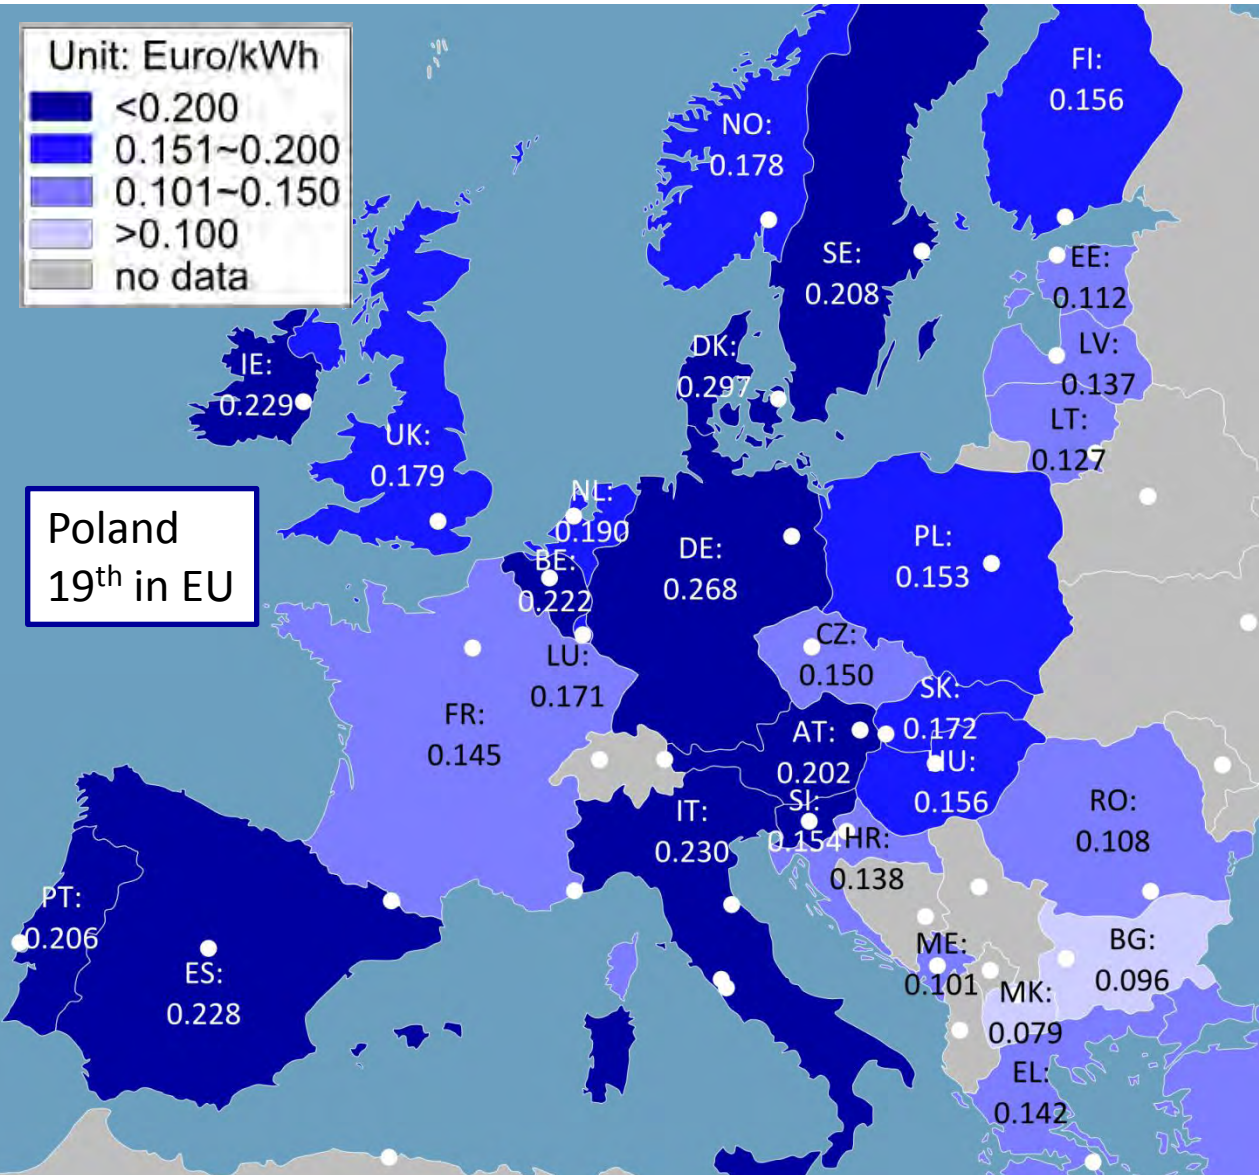 Unit: Euro/kWh
<0.200
0.151~0.200
0.101~0.150
>0.100
no data
FI:
0.156
NO:
0.178
SE:
0.208
EE:
0.112
LV:
0.137
LT:
0.127
DK:
0.297
IE:
0.229
UK:
0.179
NL:
0.190
BE:
0.222
DE:
0.268
PL:
0.153
Poland
19th in EU
LU:
0.171
CZ:
0.150
SK:
0.172
FR:
0.145
AT:
0.202
HU:
0.156
SI:
0.154
HR:
0.138
IT:
0.230
RO:
0.108
PT:
0.206
ES:
0.228
ME:
0.101
BG:
0.096
MK:
0.079
EL:
0.142